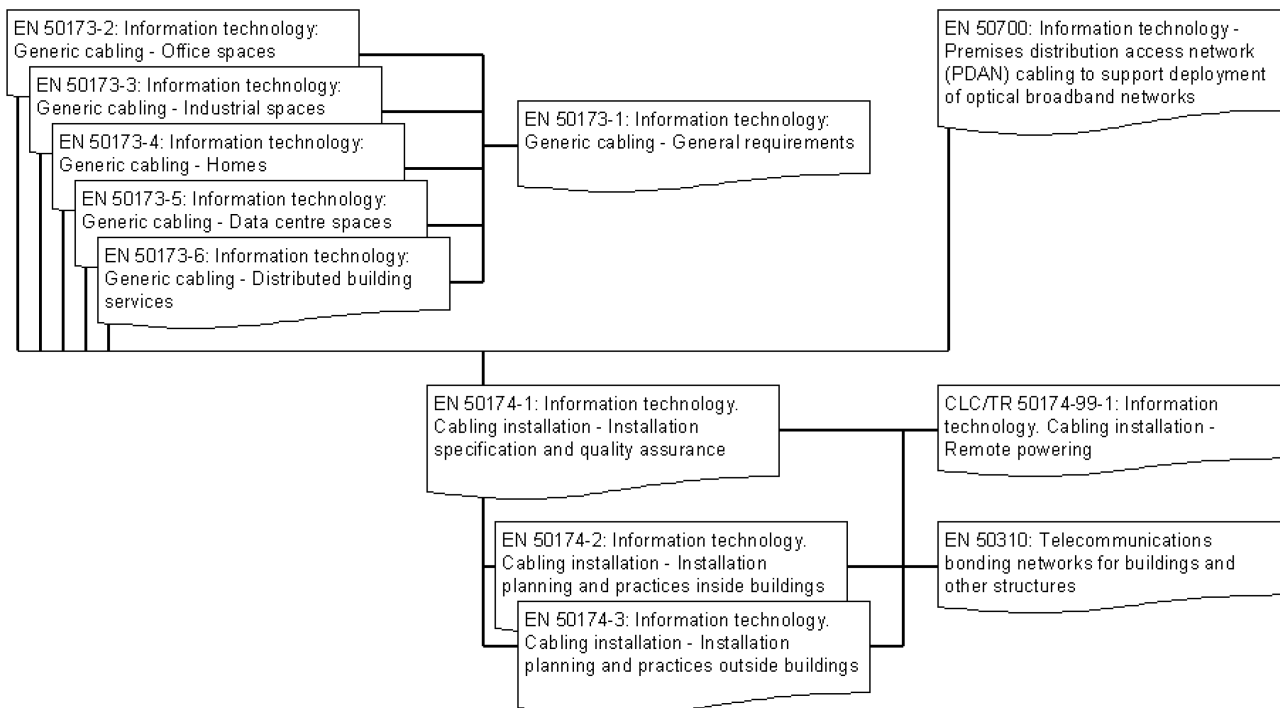 EN 50173-2: Information technology:
Generic cabling - Office spaces
EN 50173-3: Information technology:
Generic cabling - Industrial spaces
EN 50173-4: Information technology:
Generic cabling - Homes
EN 50173-5: Information technology:
Generic cabling - Data centre spaces
EN 50173-6: Information technology:
Generic cabling - Distributed building
services
EN 50173-1: Information technology:
Generic cabling - General requirements
EN 50700: Information technology -
Premises distribution access network
(PDAN) cabling to support deployment
of optical broadband networks
EN 50174-1: Information technology.
Cabling installation - Installation
specification and quality assurance
CLC/TR 50174-99-1: Information
technology. Cabling installation -
Remote powering
EN 50174-2: Information technology.
Cabling installation - Installation
planning and practices inside buildings
EN 50174-3: Information technology.
Cabling installation - Installation
planning and practices outside buildings
EN 50310: Telecommunications
bonding networks for buildings and
other structures